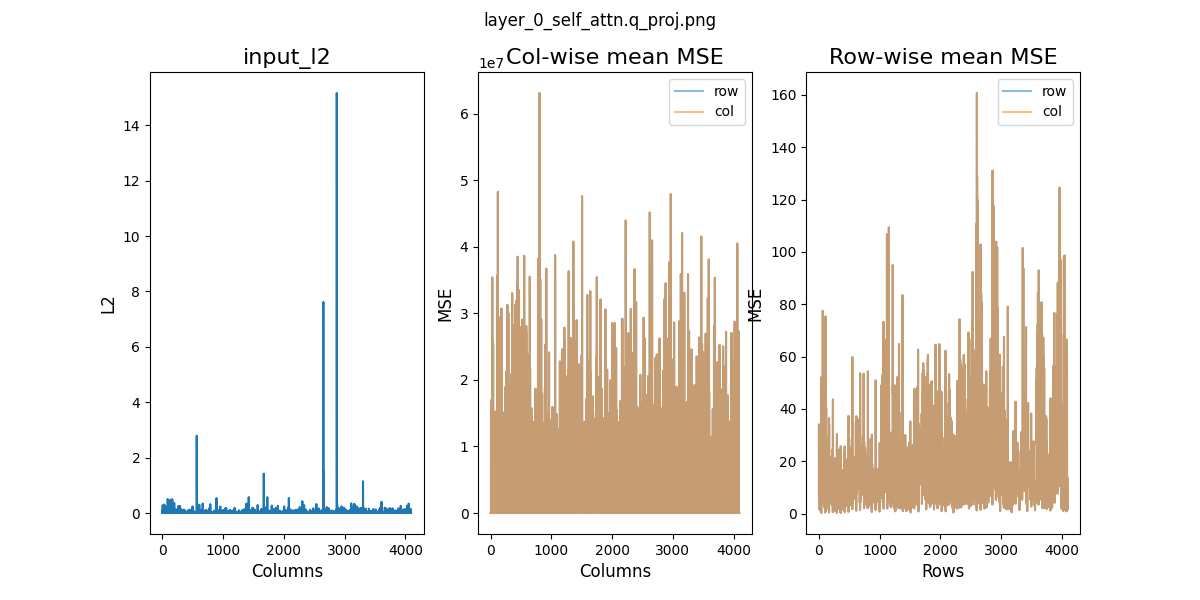 layer_0_self_attn.q_proj.png
input_l2
14
12
10
8
6
4
2
0
L2
0 1000 2000 3000 4000
Columns
1e7
Col-wise mean MSE
row
col
6
5
4
3
2
1
0
MSE
0 1000 2000 3000 4000
Columns
Row-wise mean MSE
row
col
160
140
120
100
80
60
40
20
0
MSE
0 1000 2000 3000 4000
Rows